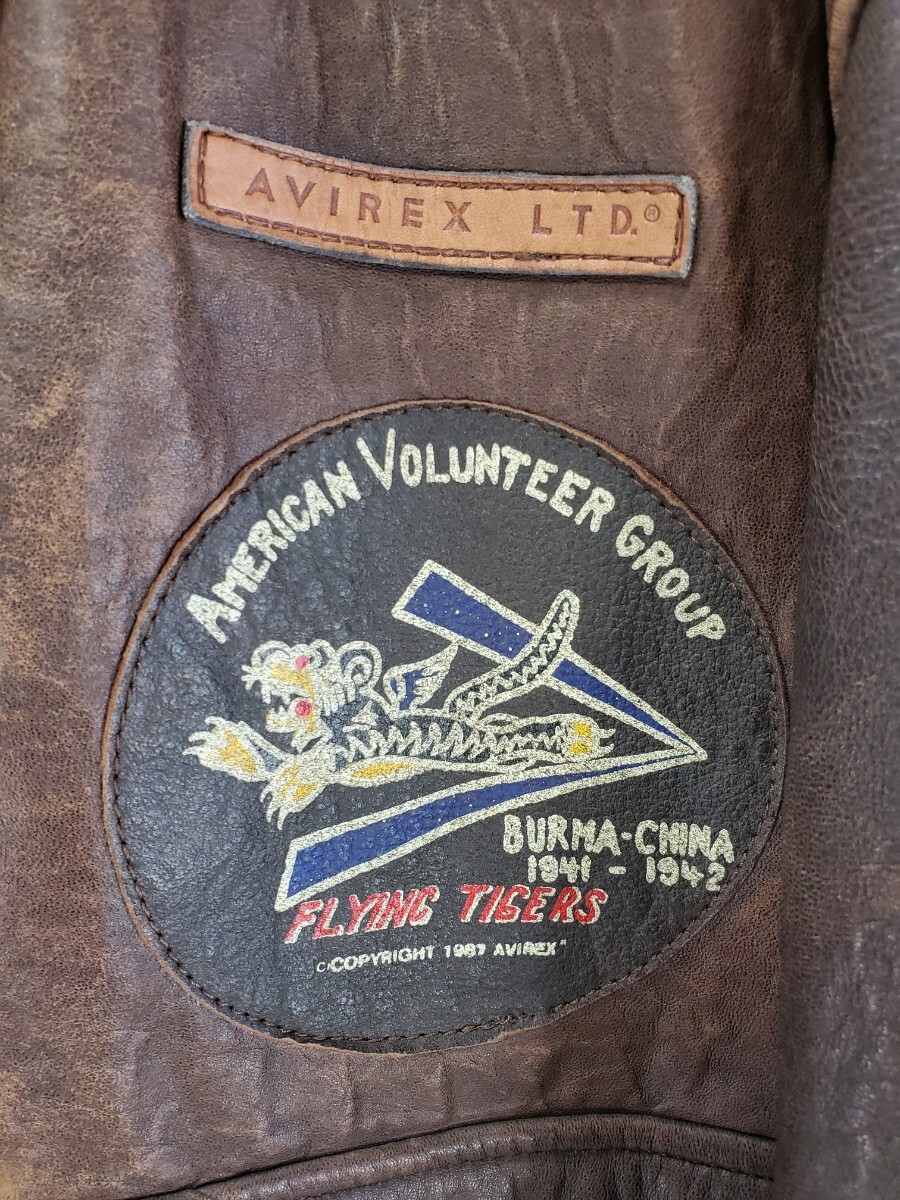 AVIREX LTD.®
AMERICAN VOLUNTEER GROUP
BURMA-CHINA
1941 - 1942
FLYING TIGERS
©COPYRIGHT 1987 AVIREX